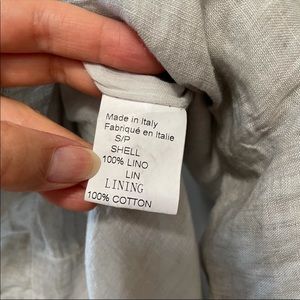 Made in Italy
Fabriqué en Italie
S/P
SHELL
100% LINO
LIN
LINING
100% COTTON